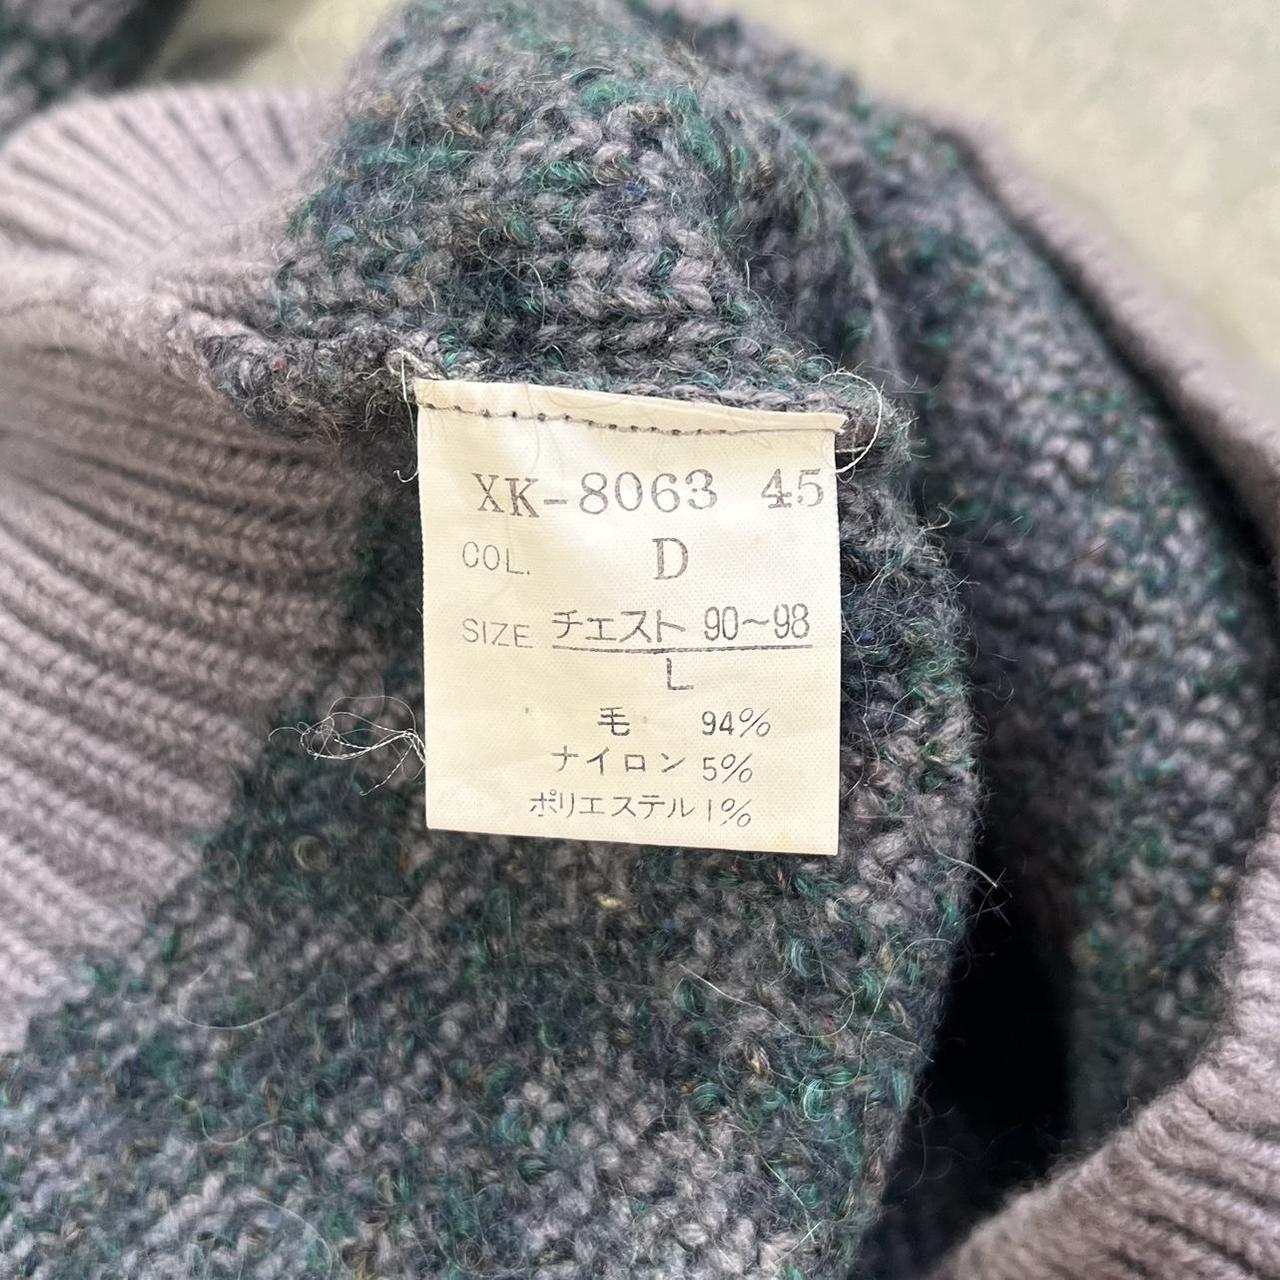 XK-8063 45
COL. D
SIZE チェスト 90~98
L
毛 94%
ナイロン 5%
ポリエステル 1%